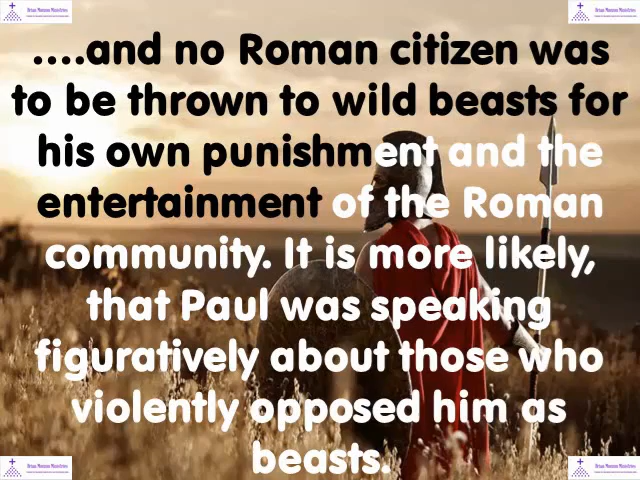 ....and no Roman citizen was
to be thrown to wild beasts for
his own punishment and the
entertainment of the Roman
community. It is more likely,
that Paul was speaking
figuratively about those who
violently opposed him as
beasts.